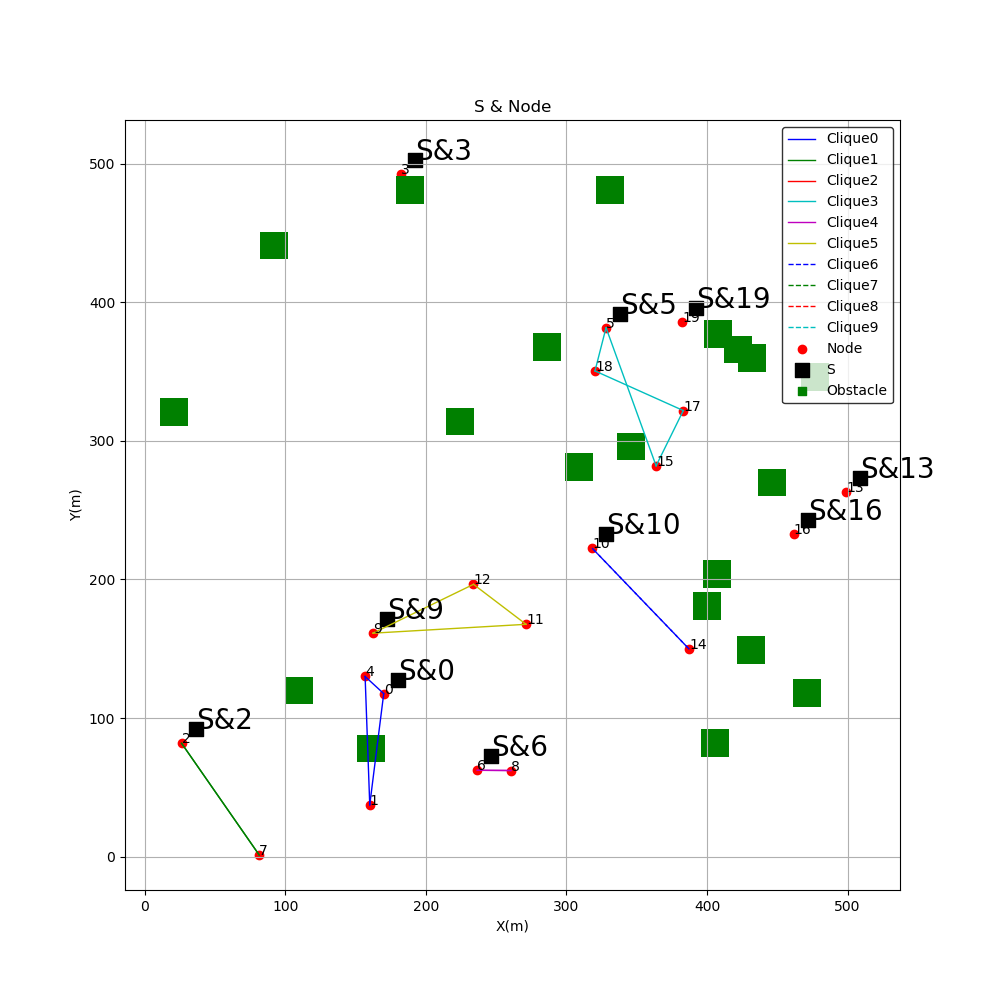 S & Node
Y(m)
500
400
300
200
100
0
0
100
200
300
400
500
X(m)
Clique0
Clique1
Clique2
Clique3
Clique4
Clique5
Clique6
Clique7
Clique8
Clique9
Node
S
Obstacle
S&3
3
S&5
5
S&19
19
18
17
15
S&13
13
S&16
16
S&10
10
14
12
11
S&9
9
4
S&0
0
S&2
2
S&6
6
8
1
7